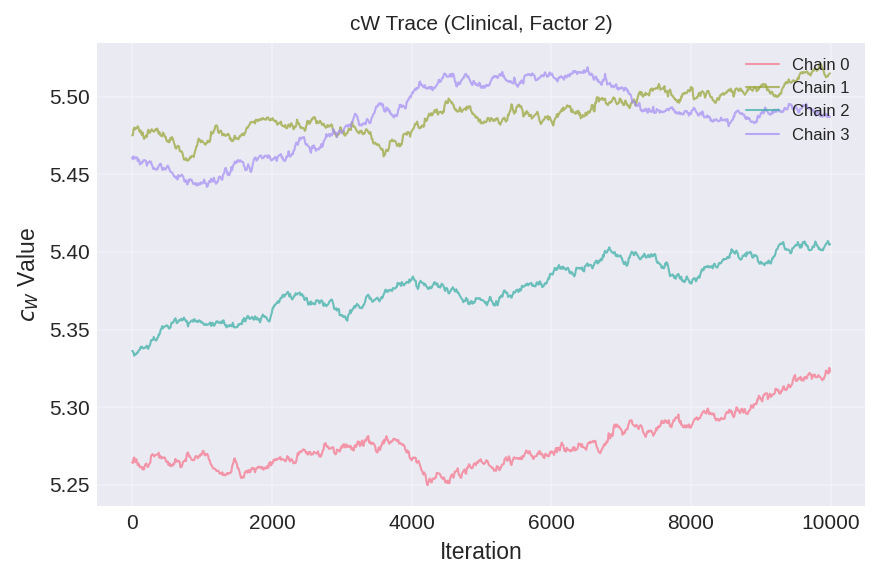 cW Trace (Clinical, Factor 2)
Chain 0
Chain 1
Chain 2
Chain 3
5.50
5.45
5.40
5.35
5.30
5.25
c_W Value
0 2000 4000 6000 8000 10000
Iteration